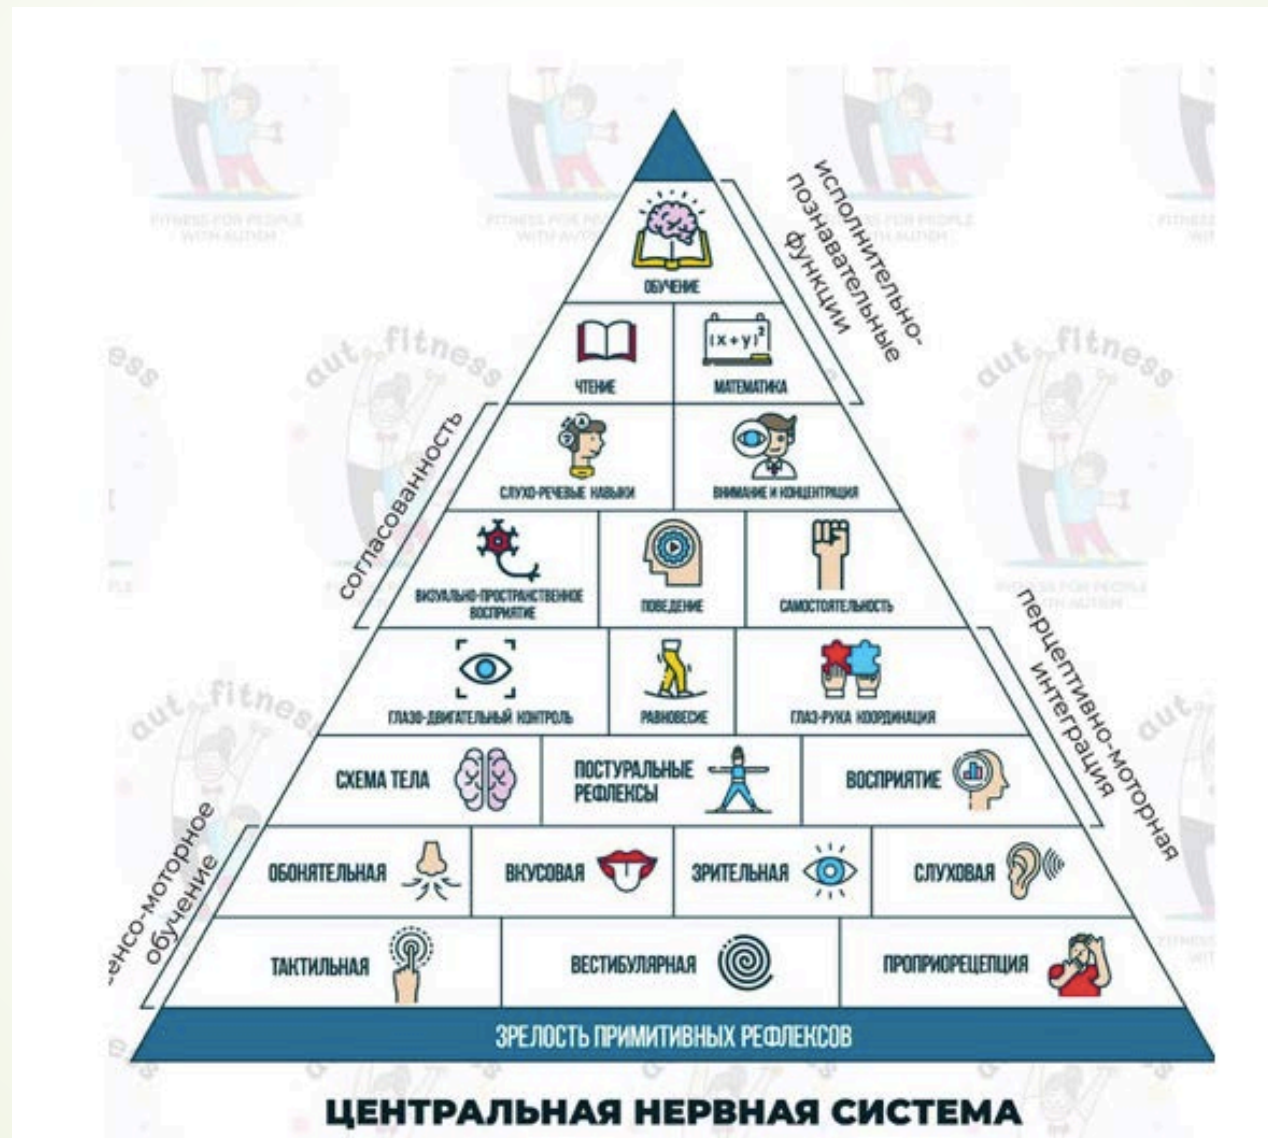 исполнительно-
познавательные
функции
ОБУЧЕНИЕ
(x+y)²
ЧТЕНИЕ
МАТЕМАТИКА
согласованность
СЛУХО-РЕЧЕВЫЕ НАВЫКИ
ВНИМАНИЕ И КОНЦЕНТРАЦИЯ
ВИЗУАЛЬНО-ПРОСТРАНСТВЕННОЕ
ВОСПРИЯТИЕ
ПОВЕДЕНИЕ
САМОСТОЯТЕЛЬНОСТЬ
перцептивно-моторная
интеграция
ГЛАЗО-ДВИГАТЕЛЬНЫЙ КОНТРОЛЬ
РАВНОВЕСИЕ
ГЛАЗ-РУКА КООРДИНАЦИЯ
СХЕМА ТЕЛА
ПОСТУРАЛЬНЫЕ
РЕФЛЕКСЫ
ВОСПРИЯТИЕ
енсо-моторное
обучение
ОБОНЯТЕЛЬНАЯ
ВКУСОВАЯ
ЗРИТЕЛЬНАЯ
СЛУХОВАЯ
ТАКТИЛЬНАЯ
ВЕСТИБУЛЯРНАЯ
ПРОПРИОРЕЦЕПЦИЯ
ЗРЕЛОСТЬ ПРИМИТИВНЫХ РЕФЛЕКСОВ
ЦЕНТРАЛЬНАЯ НЕРВНАЯ СИСТЕМА
aut fitness
FITNESS FOR PEOPLE
WITH AUTISM